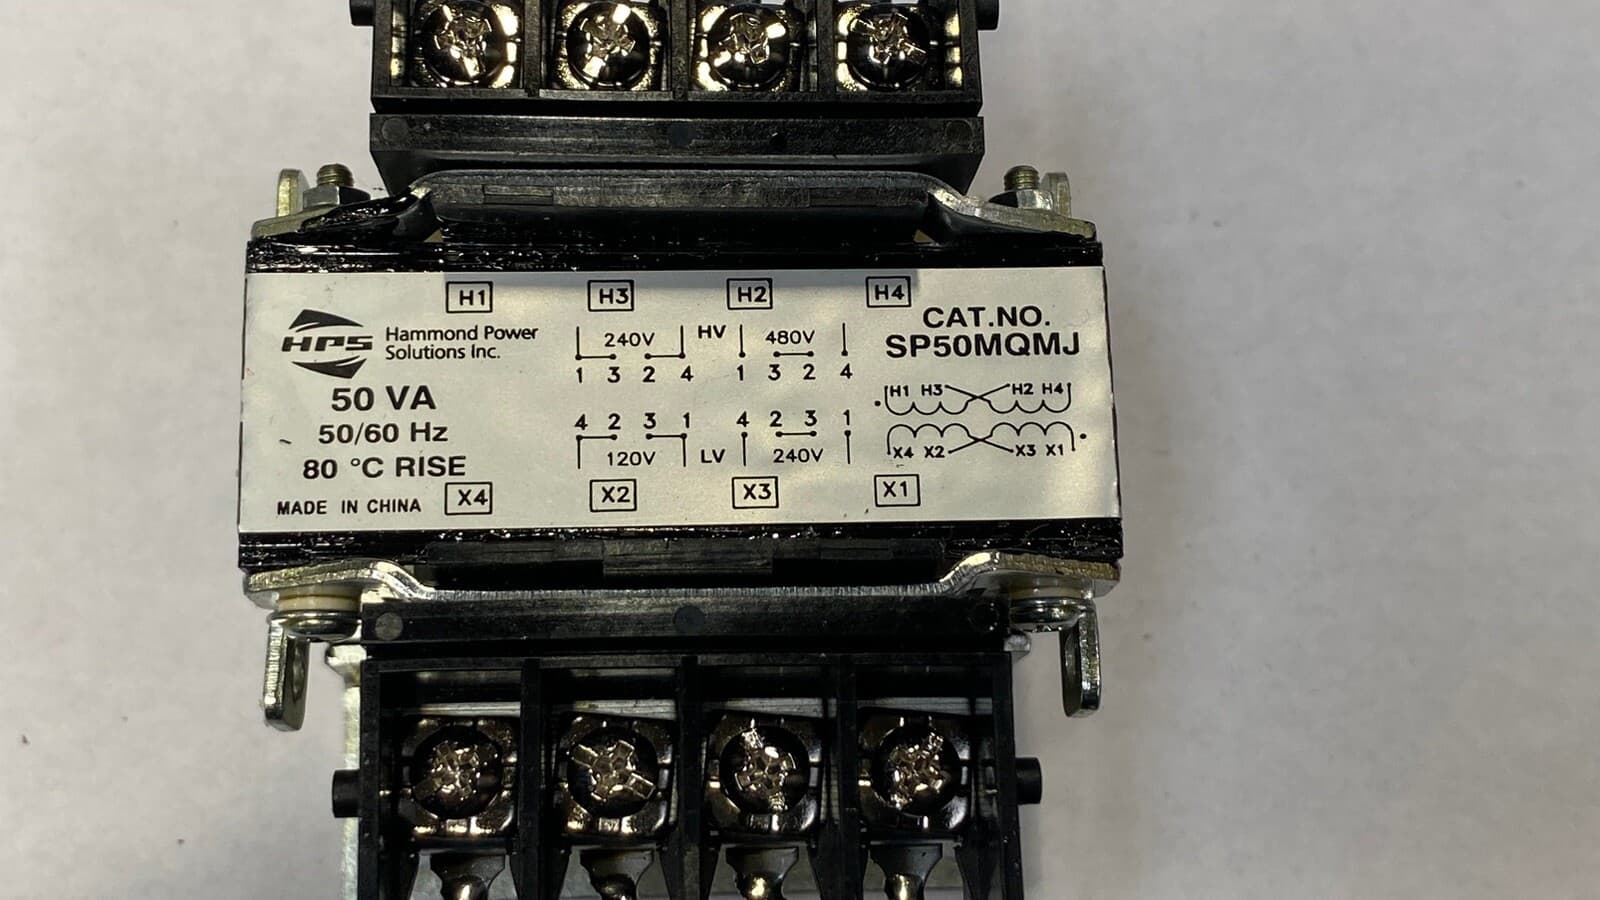 H1 H3 H2 H4
HPS Hammond Power
Solutions Inc.
50 VA
50/60 Hz
80 °C RISE
MADE IN CHINA
240V HV 480V
1 3 2 4 1 3 2 4
4 2 3 1 4 2 3 1
120V LV 240V
X4 X2 X3 X1
CAT.NO.
SP50MQMJ
H1 H3 H2 H4
X4 X2 X3 X1